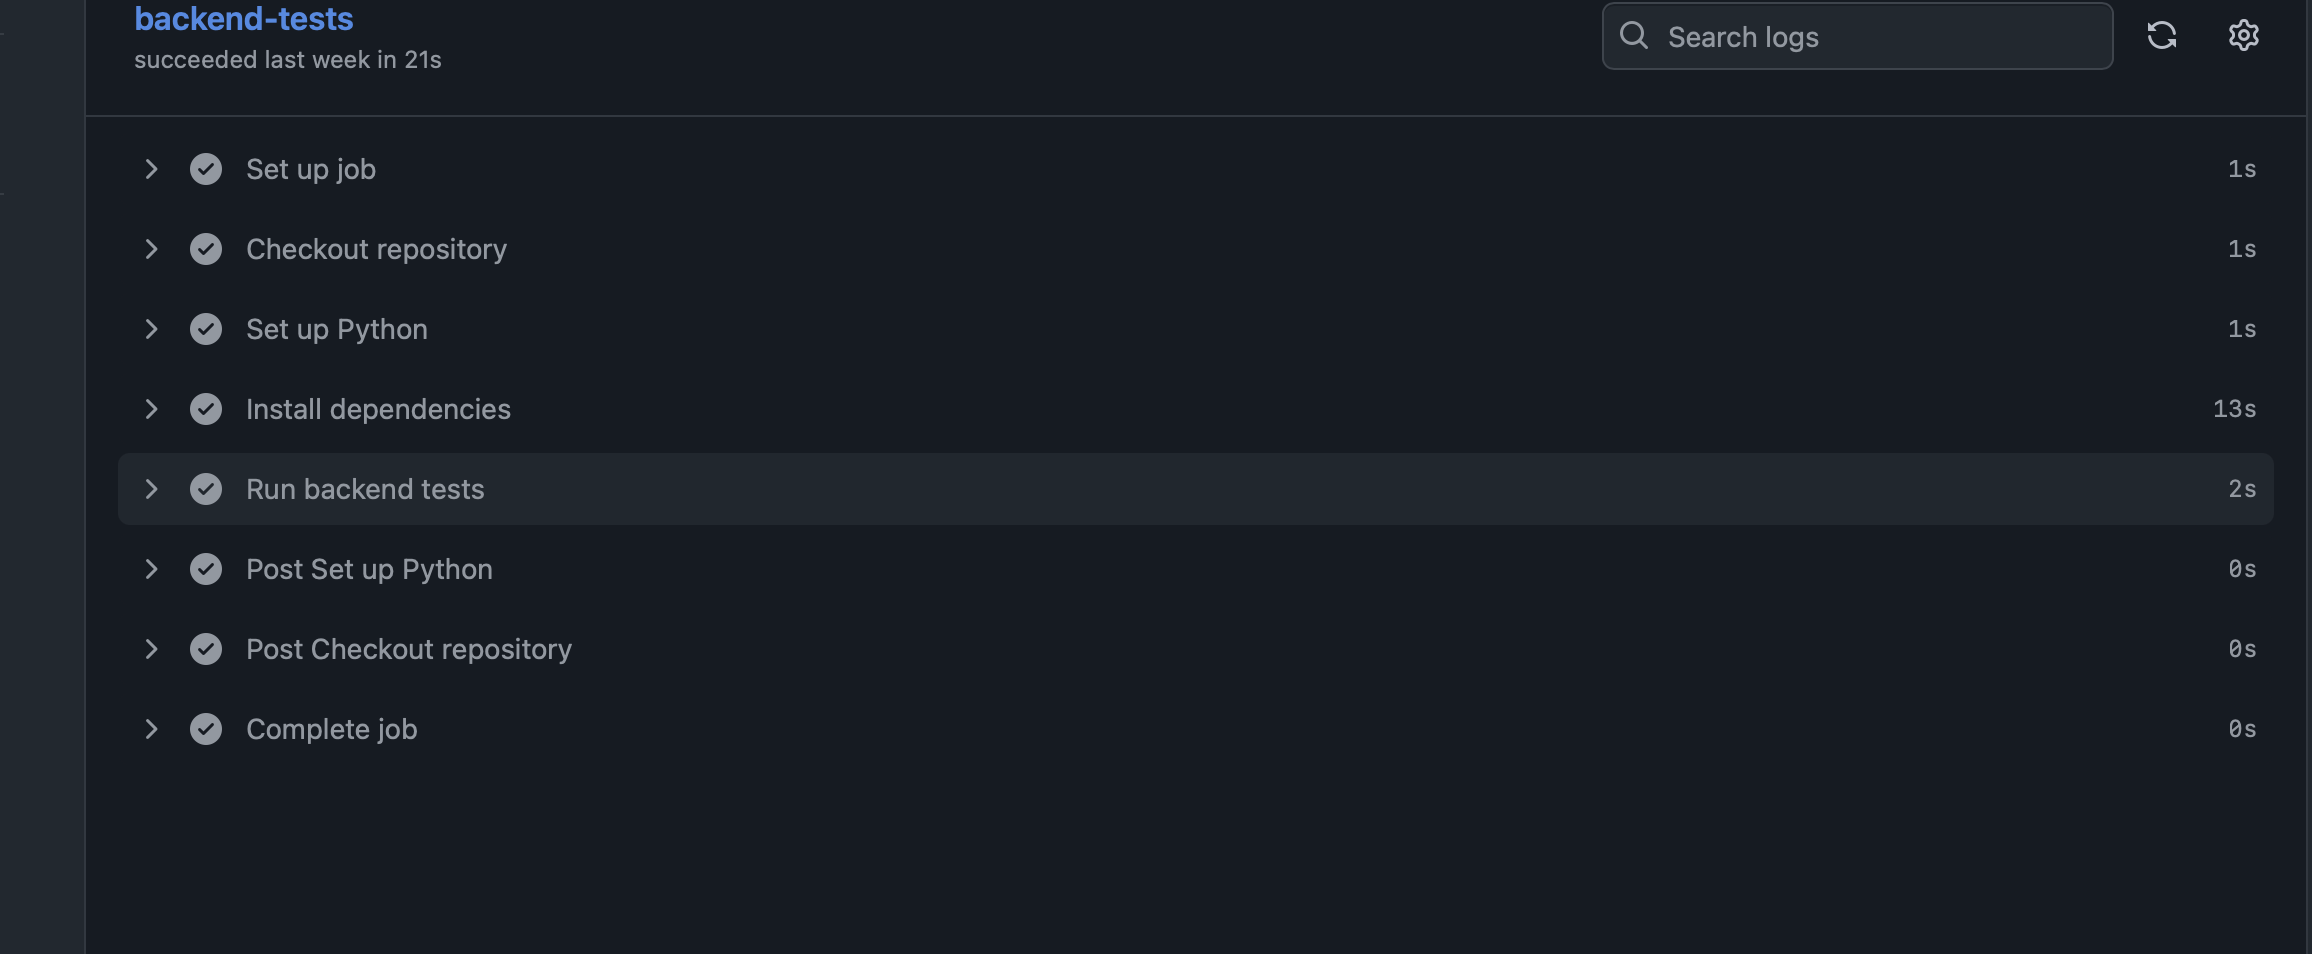 backend-tests
succeeded last week in 21s
Search logs
Set up job 1s
Checkout repository 1s
Set up Python 1s
Install dependencies 13s
Run backend tests 2s
Post Set up Python 0s
Post Checkout repository 0s
Complete job 0s